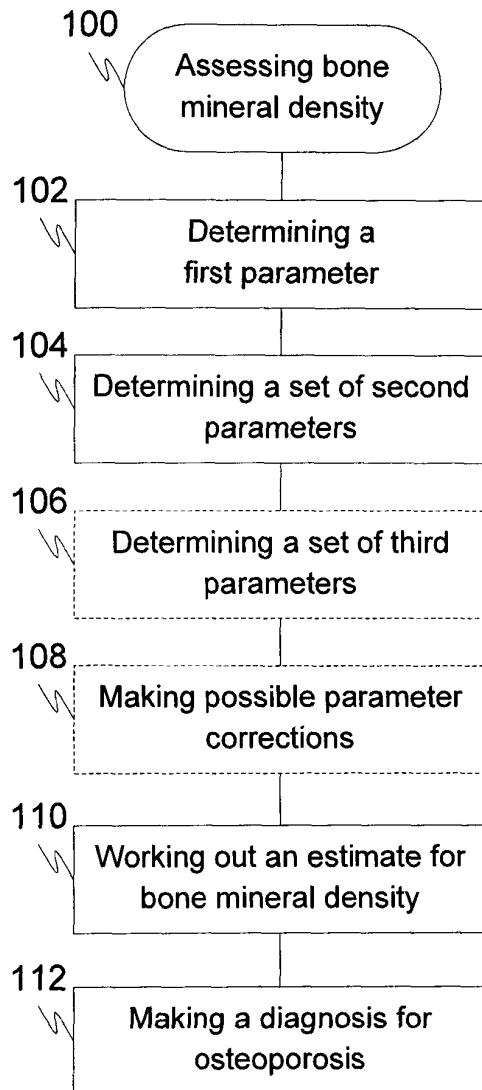 100
Assessing bone
mineral density
102
Determining a
first parameter
104
Determining a set of second
parameters
106
Determining a set of third
parameters
108
Making possible parameter
corrections
110
Working out an estimate for
bone mineral density
112
Making a diagnosis for
osteoporosis